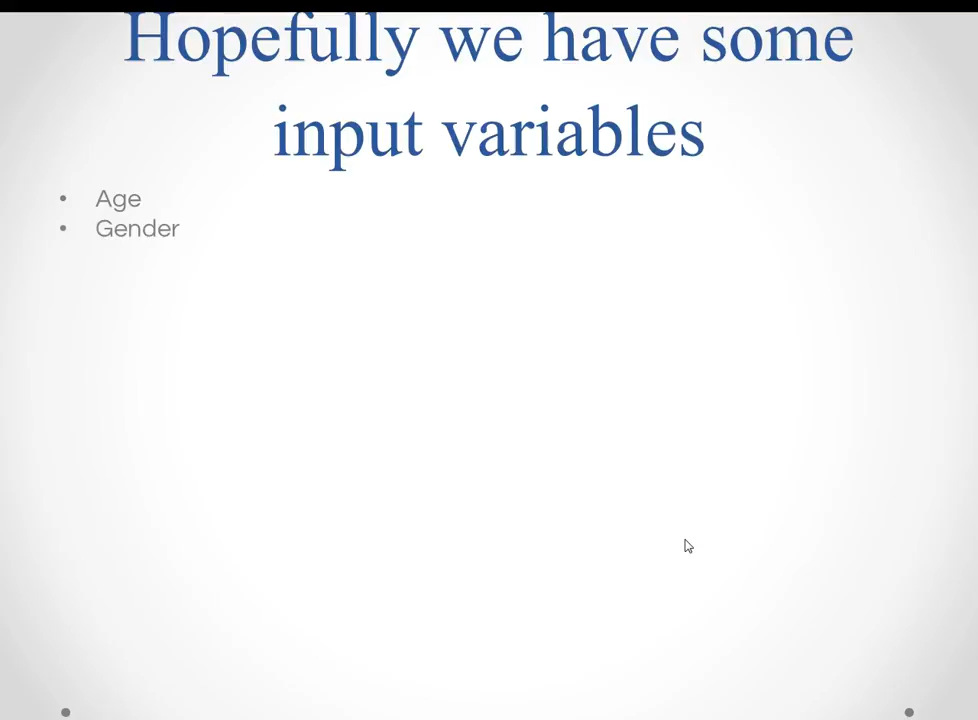 Hopefully we have some
input variables
• Age
• Gender